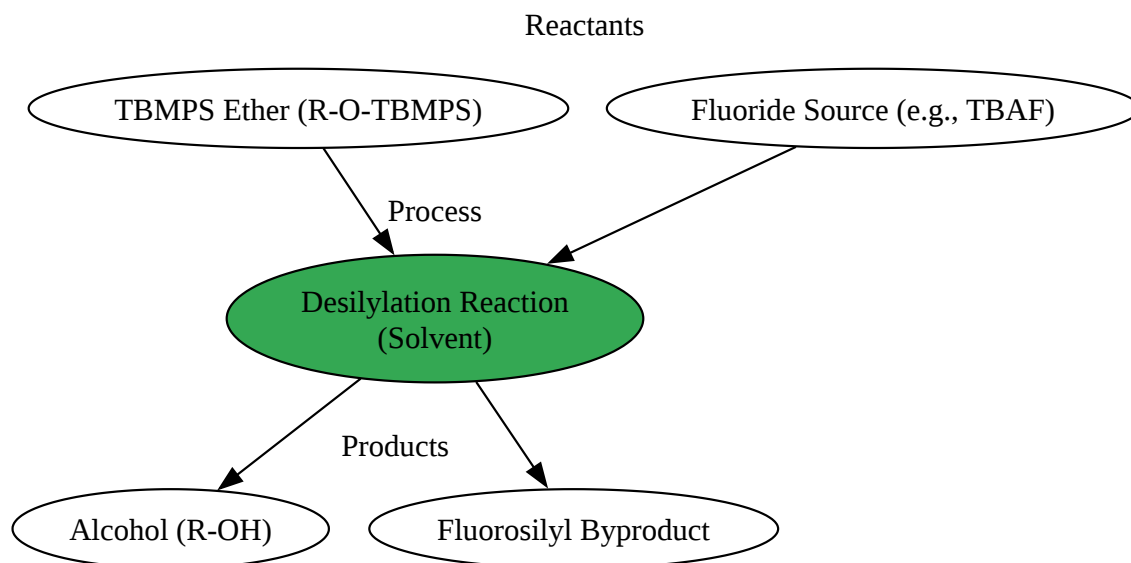 Reactants
TBMPS Ether (R-O-TBMPS)
Fluoride Source (e.g., TBAF)
Process
Desilylation Reaction
(Solvent)
Products
Alcohol (R-OH)
Fluorosilyl Byproduct